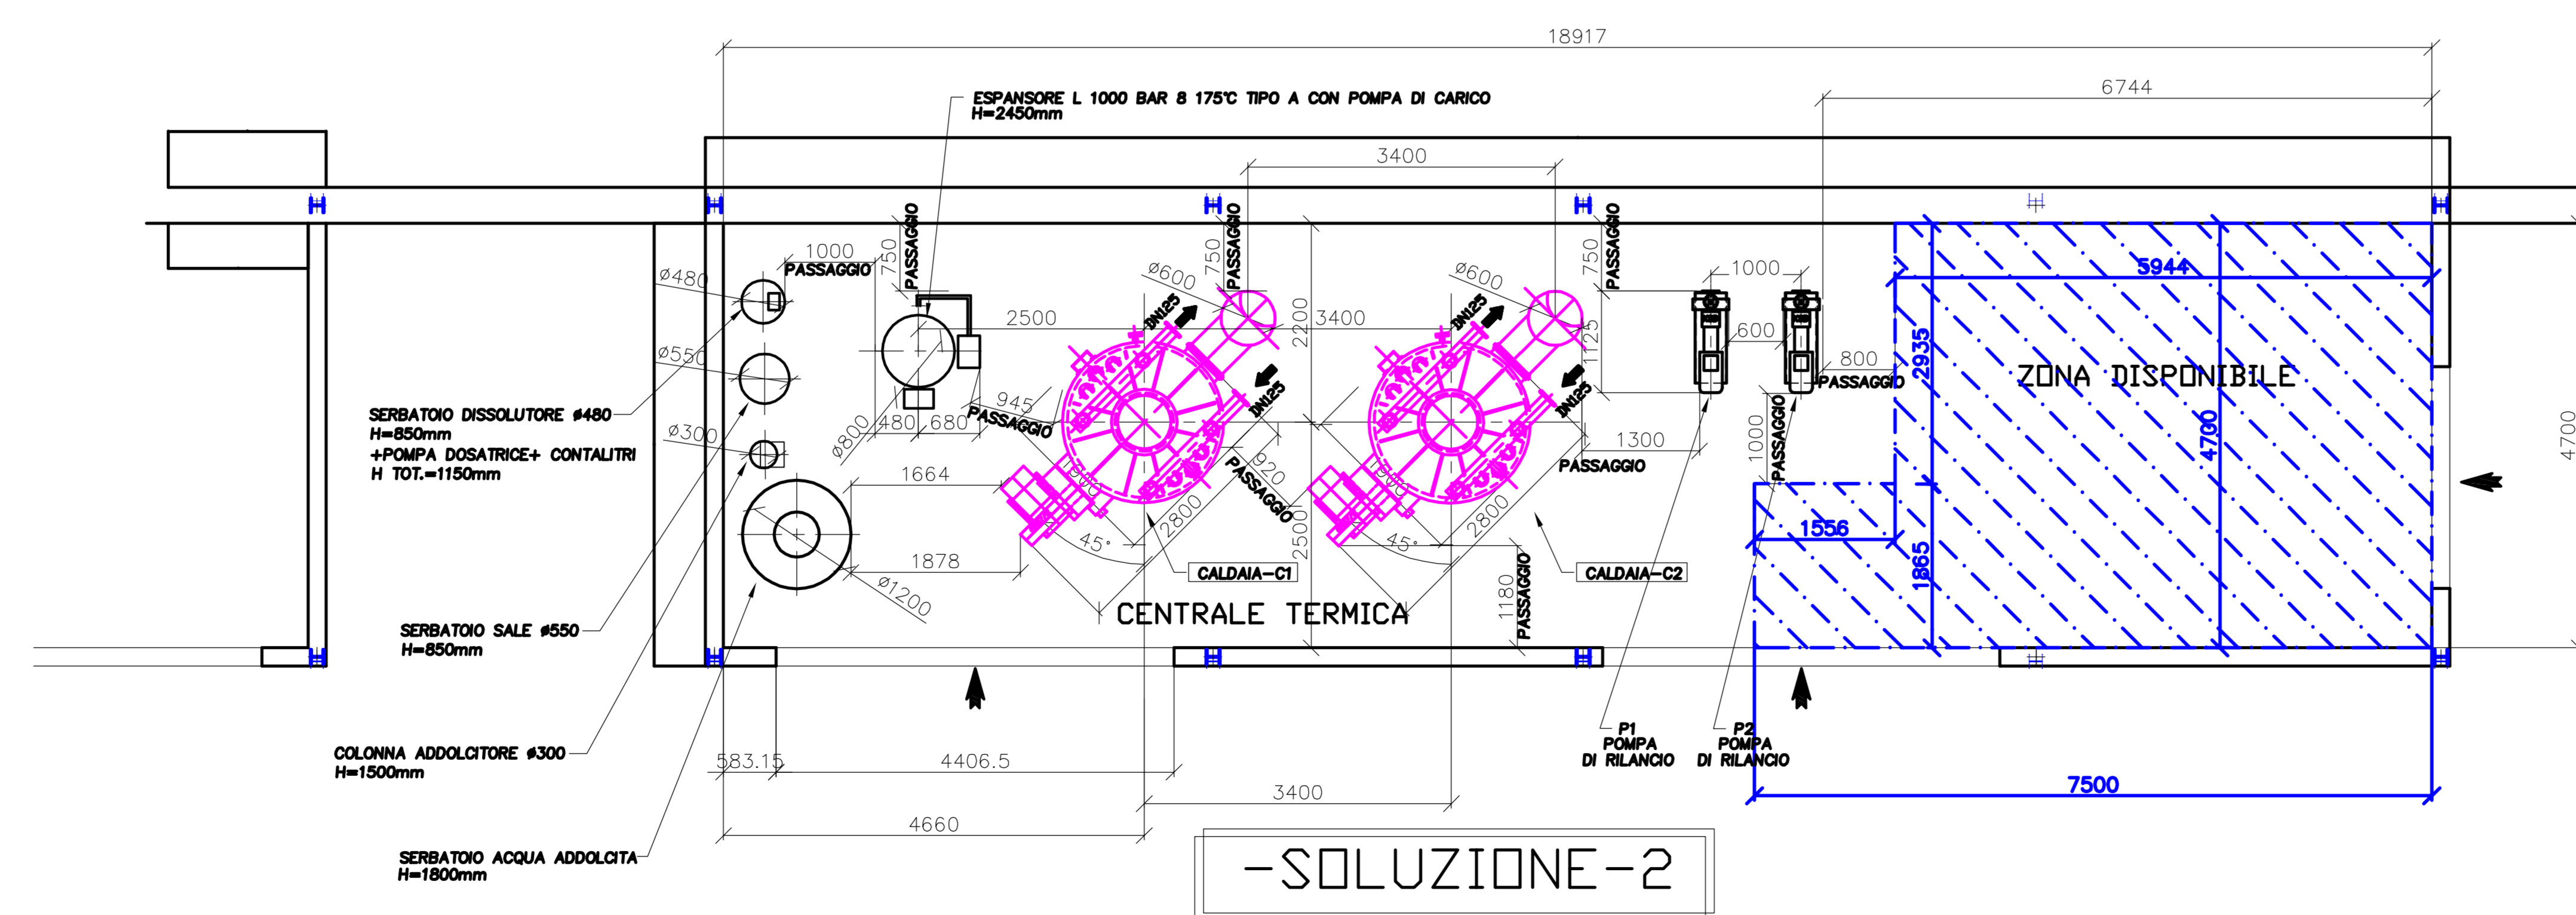 18917
6744
ESPANSORE L 1000 BAR 8 175°C TIPO A CON POMPA DI CARICO
H=2450mm
3400
1000
PASSAGGIO
750
PASSAGGIO
750
PASSAGGIO
750
PASSAGGIO
ø480
ø600
ø600
1000
5944
DN125
DN125
2500
3400
2200
1125
600
800
PASSAGGIO
2935
ZONA DISPONIBILE
ø550
SERBATOIO DISSOLUTORE ø480
H=850mm
+POMPA DOSATRICE+ CONTALITRI
H TOT.=1150mm
ø300
ø800
480
680
945
PASSAGGIO
DN125
DN125
1300
PASSAGGIO
1000
PASSAGGIO
4700
4700
1664
1900
920
PASSAGGIO
2800
1900
2800
1556
1865
45°
2500
45°
1878
ø1200
CALDAIA-C1
CALDAIA-C2
1180
PASSAGGIO
CENTRALE TERMICA
SERBATOIO SALE ø550
H=850mm
P1
POMPA
DI RILANCIO
P2
POMPA
DI RILANCIO
COLONNA ADDOLCITORE ø300
H=1500mm
583.15
4406.5
3400
7500
4660
SERBATOIO ACQUA ADDOLCITA
H=1800mm
-SOLUZIONE-2